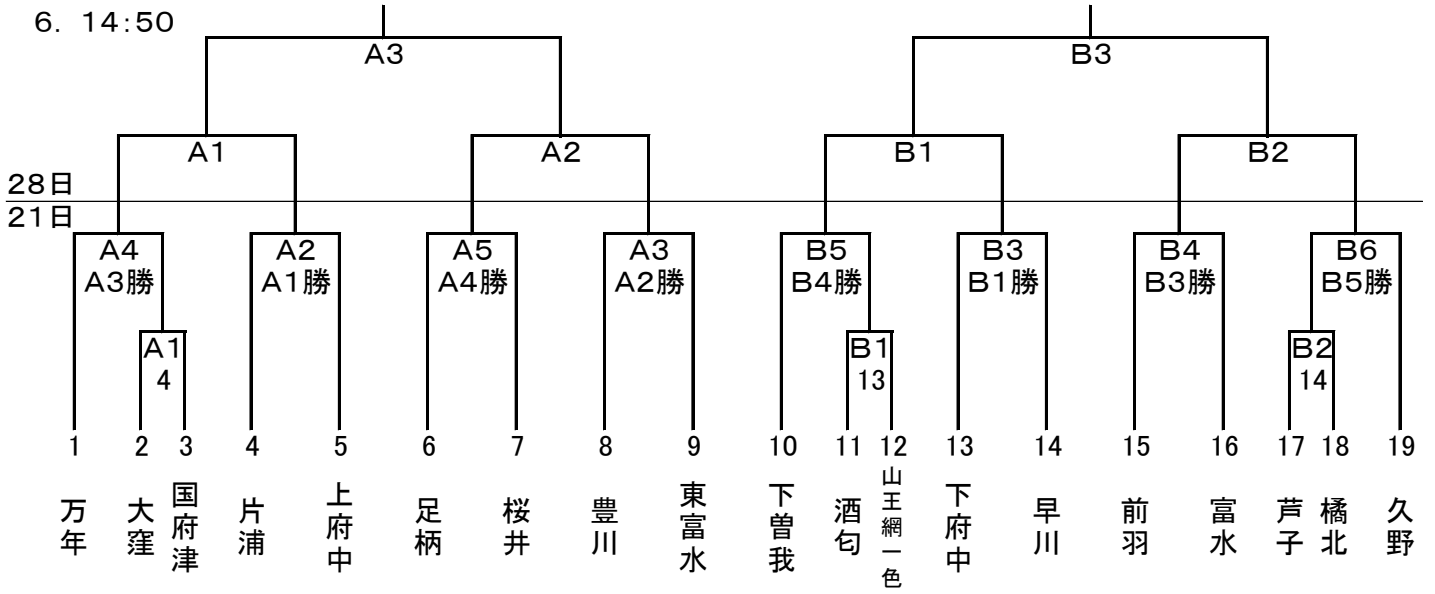 6. 14:50
A3 B3
A1 A2 B1 B2
28日
21日
A4 A2 A5 A3 B5 B3 B4 B6
A3勝 A1勝 A4勝 A2勝 B4勝 B1勝 B3勝 B5勝
A1 B1 B2
4 13 14
1 2 3 4 5 6 7 8 9 10 11 12 13 14 15 16 17 18 19
万年
大窪
国府津
片浦
上府中
足柄
桜井
豊川
東富水
下曽我
酒匂
山王網一色
下府中
早川
前羽
富水
芦子
橘北
久野